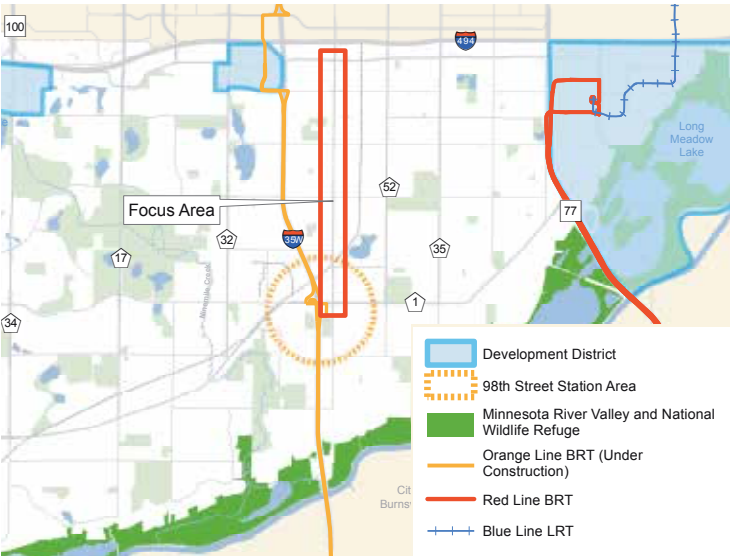 100
494
Long
Meadow
Lake
52
Focus Area
77
32
35W
35
17
Ninemile Creek
1
34
Development District
98th Street Station Area
Minnesota River Valley and National
Wildlife Refuge
Orange Line BRT (Under
Construction)
Red Line BRT
Blue Line LRT